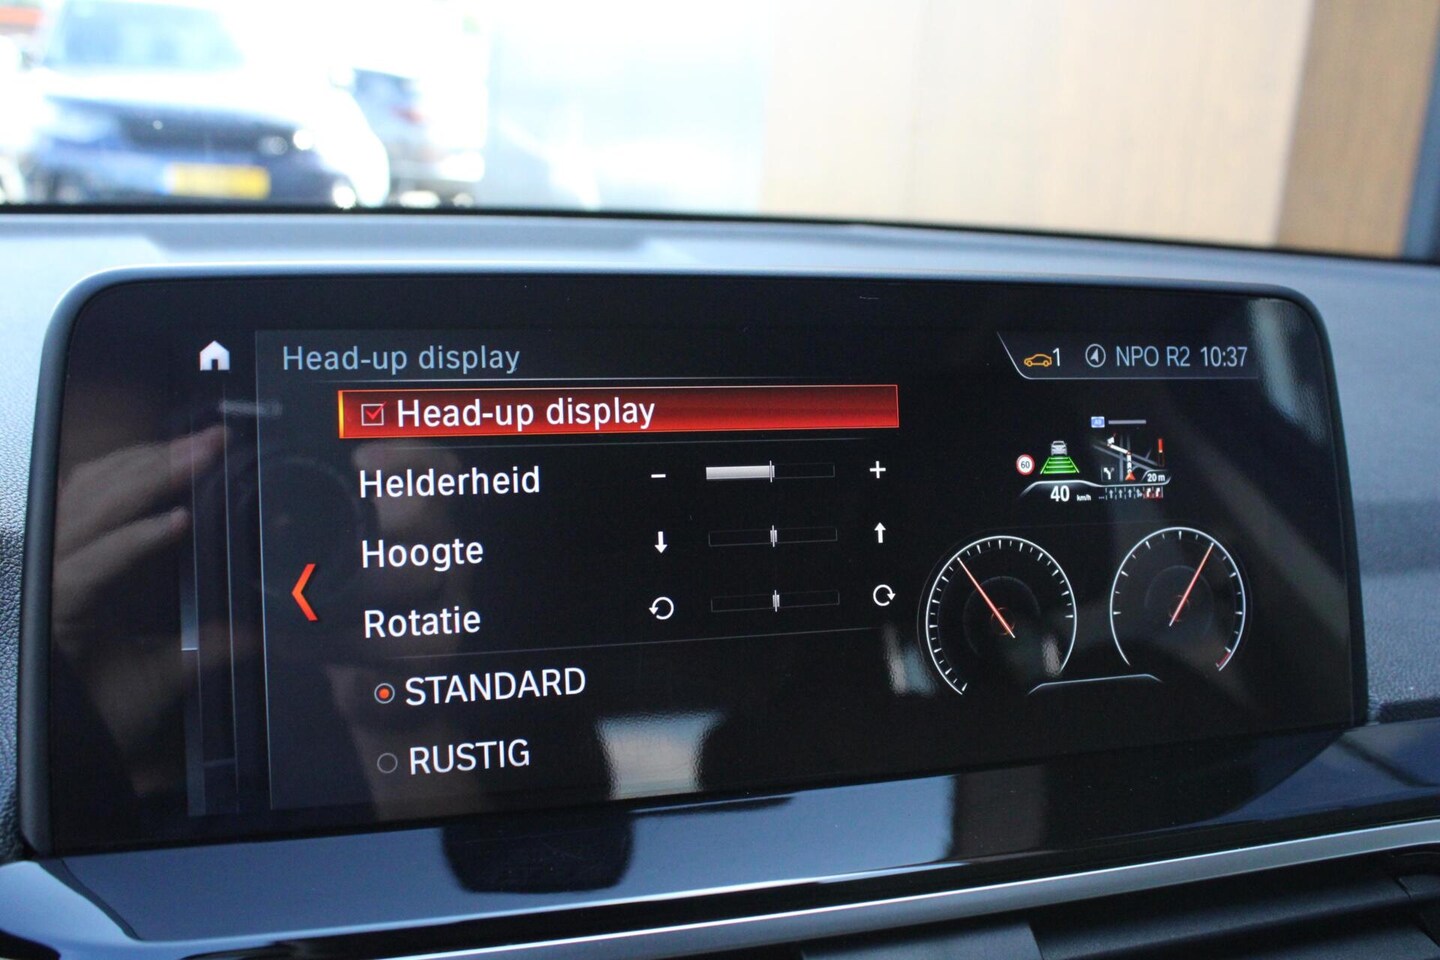 Head-up display
1 NPO R2 10:37
Head-up display
Helderheid - +
Hoogte
Rotatie
STANDARD
RUSTIG
60
20 m
40 km/h